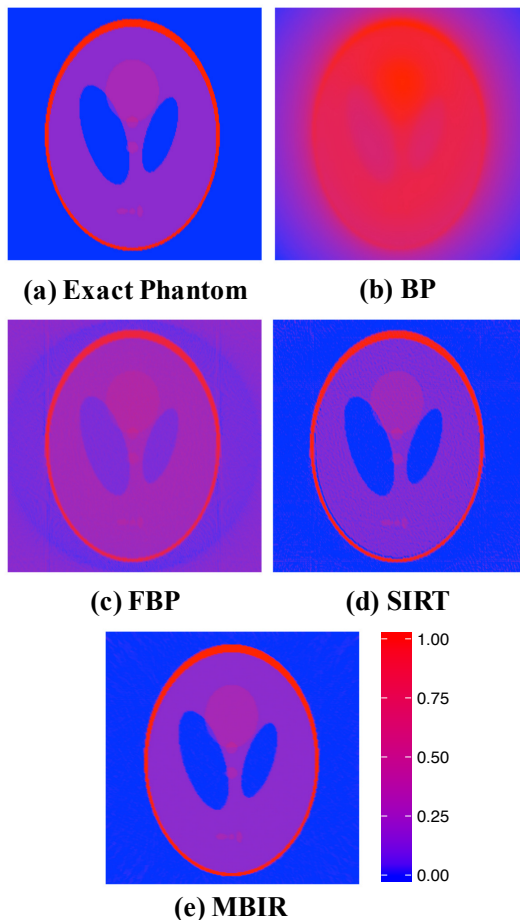 (a) Exact Phantom
(b) BP
(c) FBP
(d) SIRT
1.00
0.75
0.50
0.25
0.00
(e) MBIR